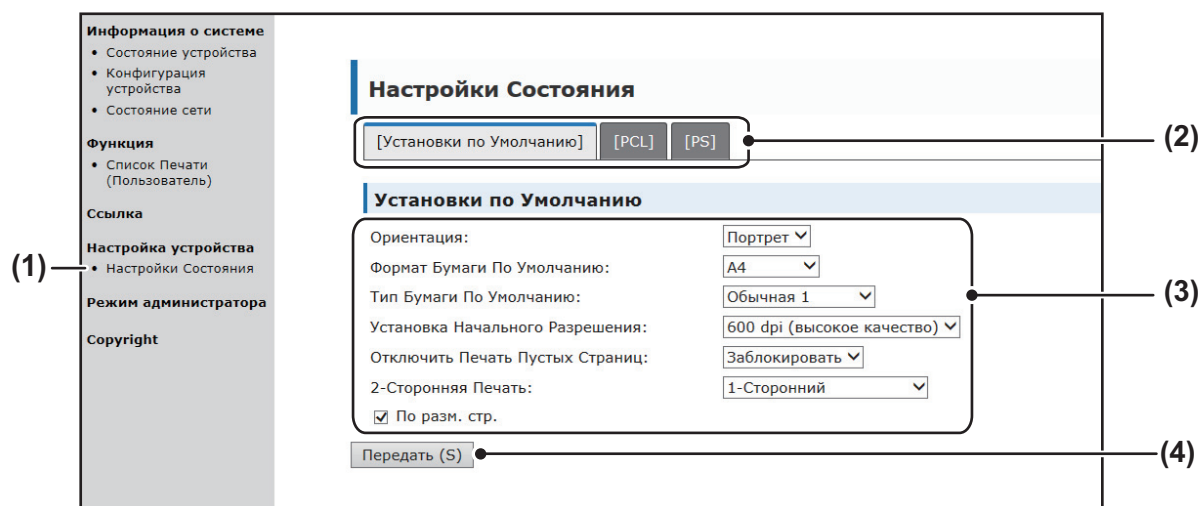 Информация о системе
• Состояние устройства
• Конфигурация
устройства
• Состояние сети
Функция
• Список Печати
(Пользователь)
Ссылка
Настройка устройства
(1)
• Настройки Состояния
Режим администратора
Copyright
Настройки Состояния
[Установки по Умолчанию] [PCL] [PS]
(2)
Установки по Умолчанию
Ориентация: Портрет
Формат Бумаги По Умолчанию: A4
Тип Бумаги По Умолчанию: Обычная 1
(3)
Установка Начального Разрешения: 600 dpi (высокое качество)
Отключить Печать Пустых Страниц: Заблокировать
2-Сторонняя Печать: 1-Сторонний
По разм. стр.
Передать (S)
(4)